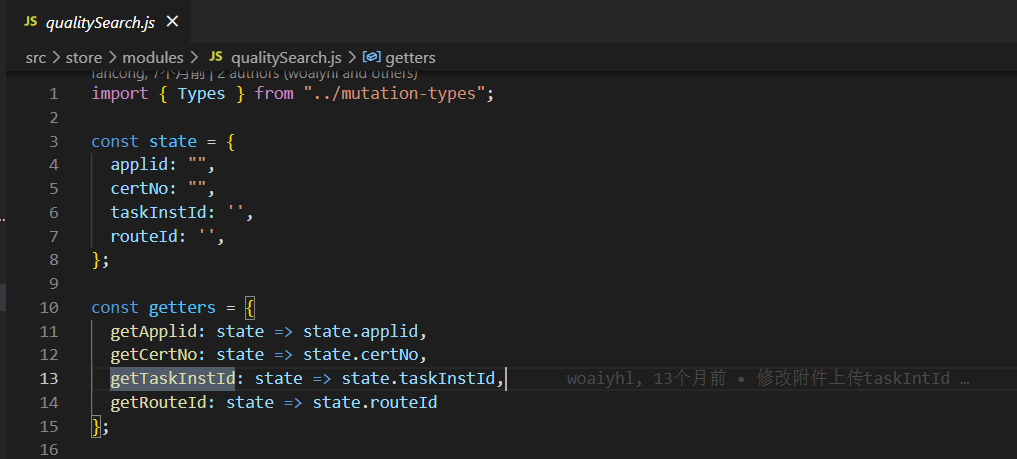 JS qualitySearch.js ×
src > store > modules > JS qualitySearch.js > getters
fancong, 7个月前 | 2 authors (woaiyhl and others)
1 import { Types } from "../mutation-types";
2
3 const state = {
4 applid: "",
5 certNo: "",
6 taskInstId: '',
7 routeId: '',
8 };
9
10 const getters = {
11 getApplid: state => state.applid,
12 getCertNo: state => state.certNo,
13 getTaskInstId: state => state.taskInstId, woaiyhl, 13个月前 • 修改附件上传taskIntId …
14 getRouteId: state => state.routeId
15 };
16